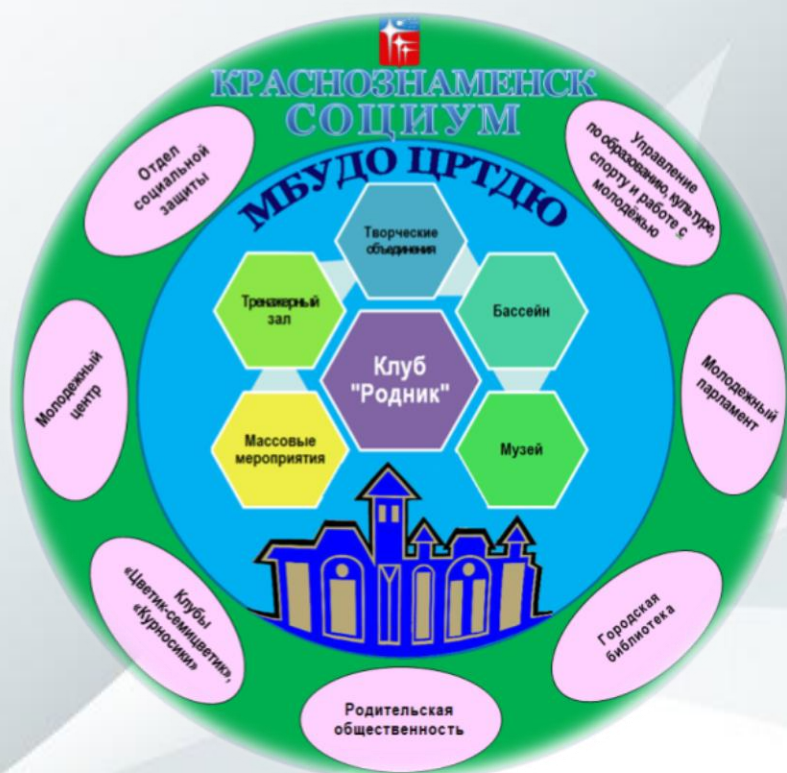 КРАСНОЗНАМЕНСК
СОЦИУМ
МБУДО ЦРТДЮ
Отдел
социальной
защиты
Управление
по образованию, культуре,
спорту и работе с
молодёжью
Творческие
объединения
Тренажерный
зал
Бассейн
Клуб
"Родник"
Массовые
мероприятия
Музей
Молодежный
центр
Молодежный
парламент
Клубы
«Цветик-семицветик»,
«Курносики»
Городская
библиотека
Родительская
общественность